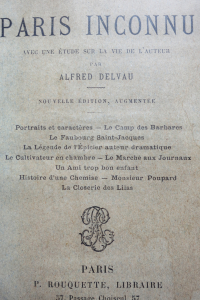 PARIS INCONNU
AVEC UNE ÉTUDE SUR LA VIE DE L'AUTEUR
PAR
ALFRED DELVAU
NOUVELLE ÉDITION, AUGMENTÉE
Portraits et caractères — Le Camp des Barbares
Le Faubourg Saint-Jacques
La Légende de l'Épicier auteur dramatique
Le Cultivateur en chambre — Le Marché aux Journaux
Un Ami trop bon enfant
Histoire d'une Chemise — Monsieur Poupard
La Closerie des Lilas
PARIS
P. ROUQUETTE, LIBRAIRE
57, Passage Choiseul, 57